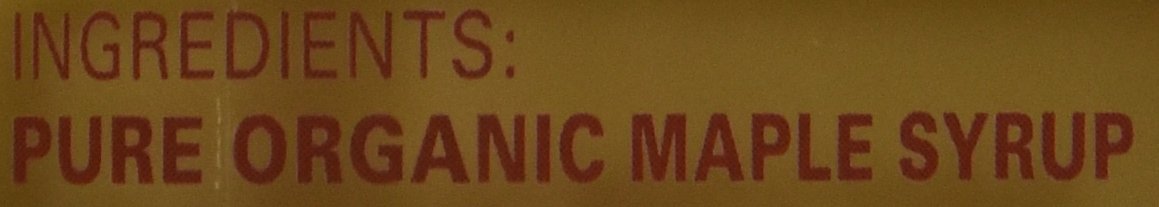 INGREDIENTS:
PURE ORGANIC MAPLE SYRUP